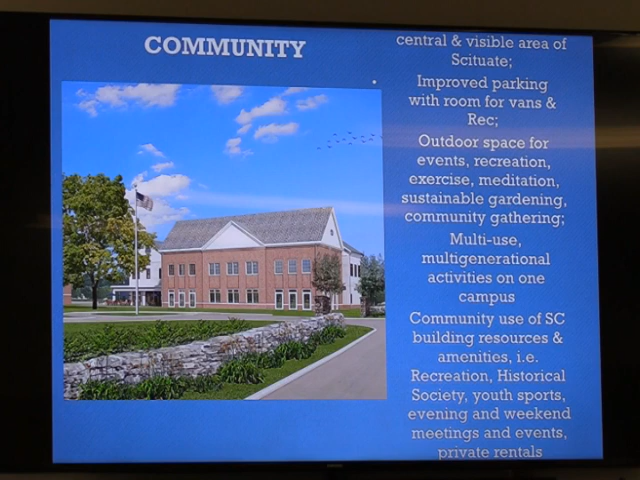 COMMUNITY
central & visible area of
Scituate;
Improved parking
with room for vans &
Rec;
Outdoor space for
events, recreation,
exercise, meditation,
sustainable gardening,
community gathering;
Multi-use,
multigenerational
activities on one
campus
Community use of SC
building resources &
amenities, i.e.
Recreation, Historical
Society, youth sports,
evening and weekend
meetings and events,
private rentals